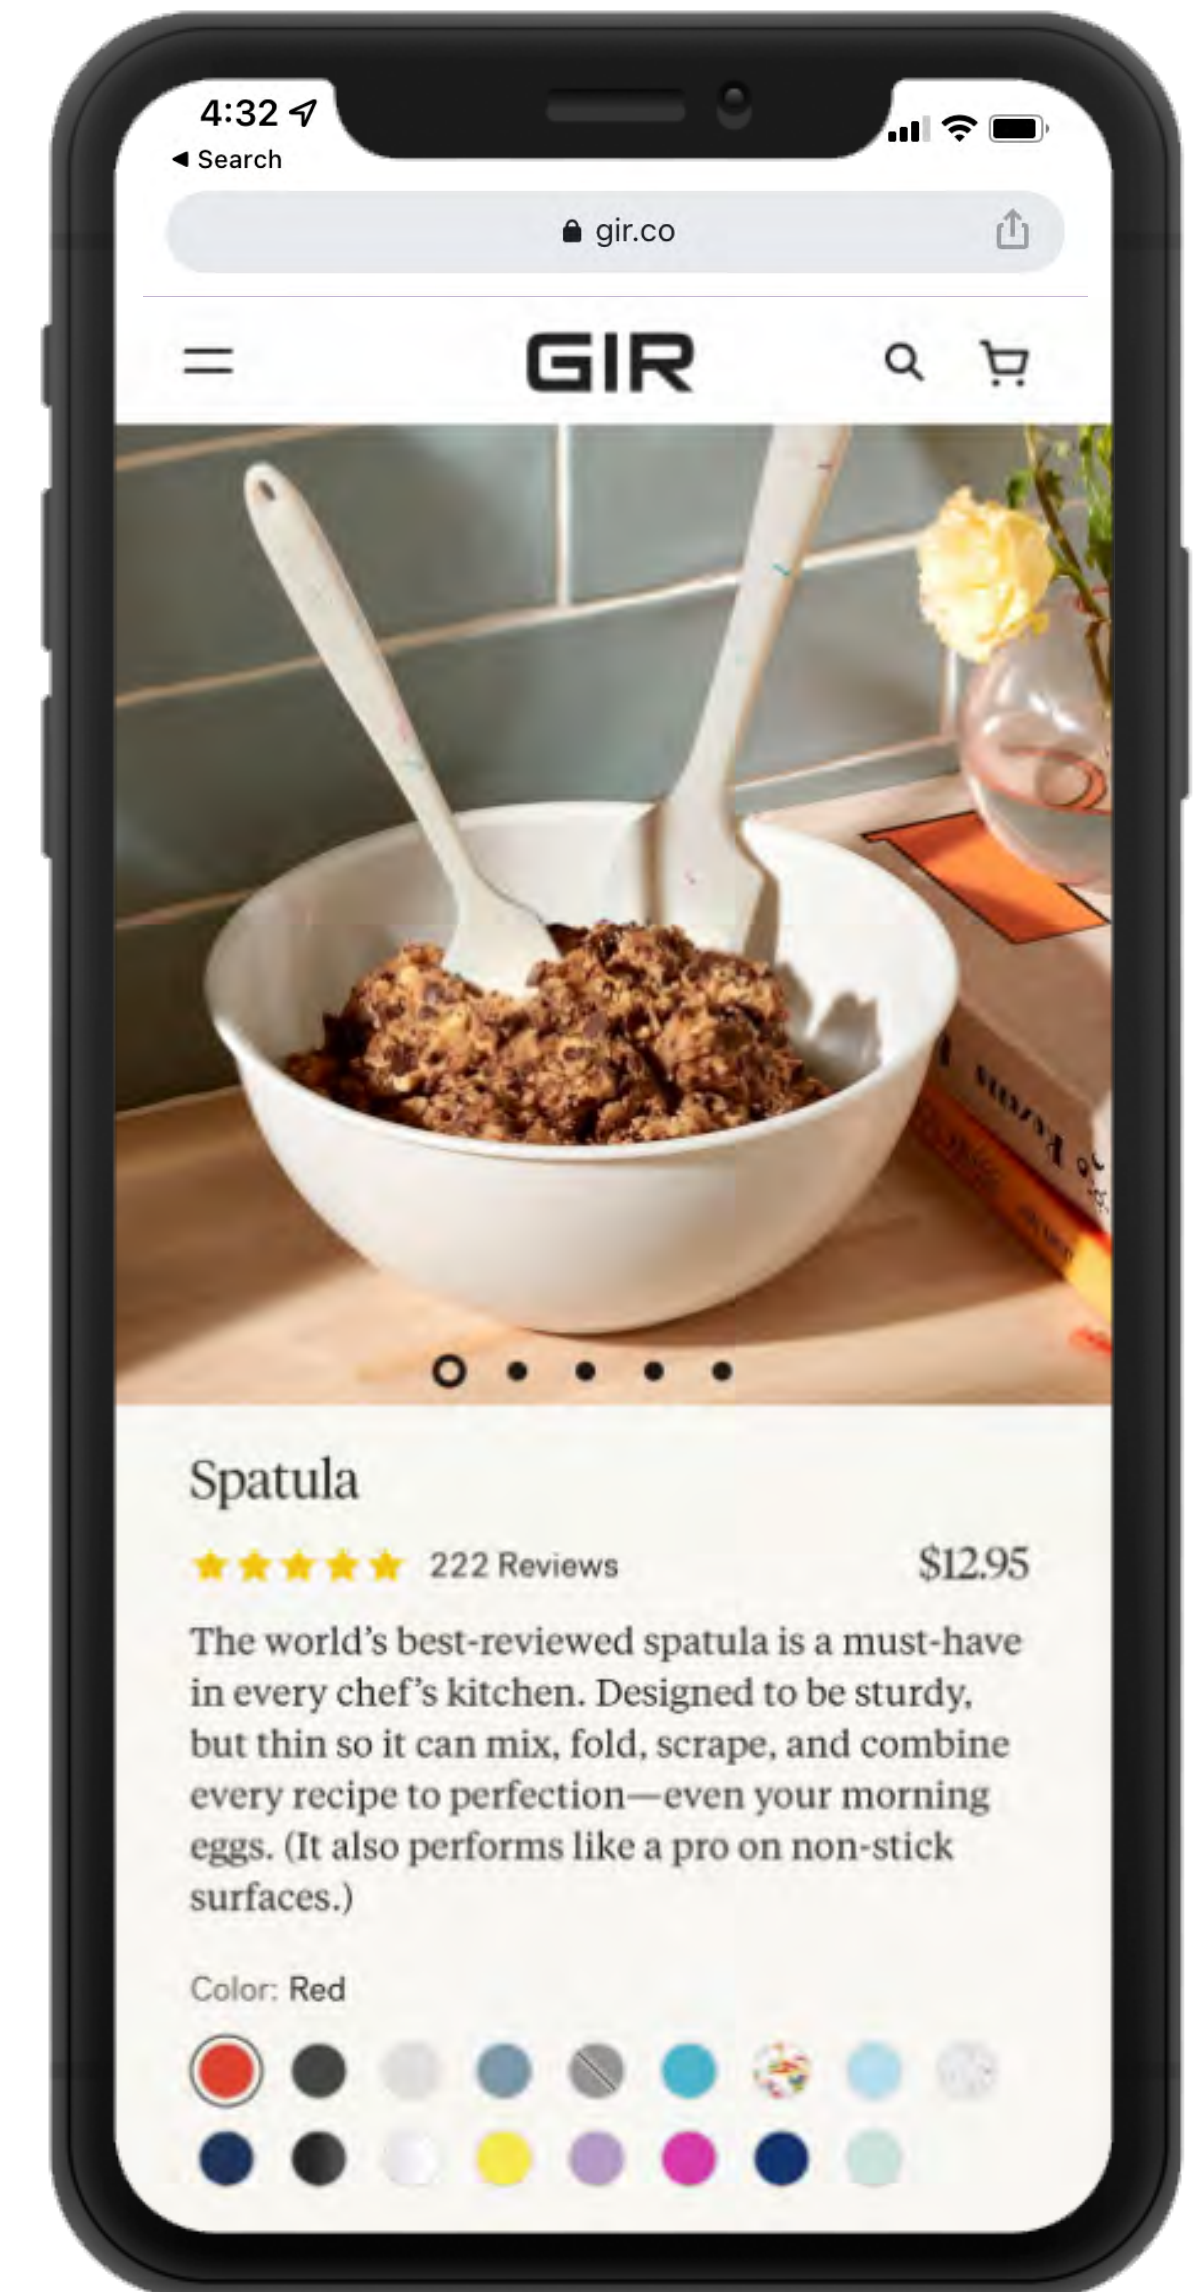 4:32
Search
gir.co
GIR
Spatula
222 Reviews
$12.95
The world’s best-reviewed spatula is a must-have
in every chef’s kitchen. Designed to be sturdy,
but thin so it can mix, fold, scrape, and combine
every recipe to perfection—even your morning
eggs. (It also performs like a pro on non-stick
surfaces.)
Color: Red